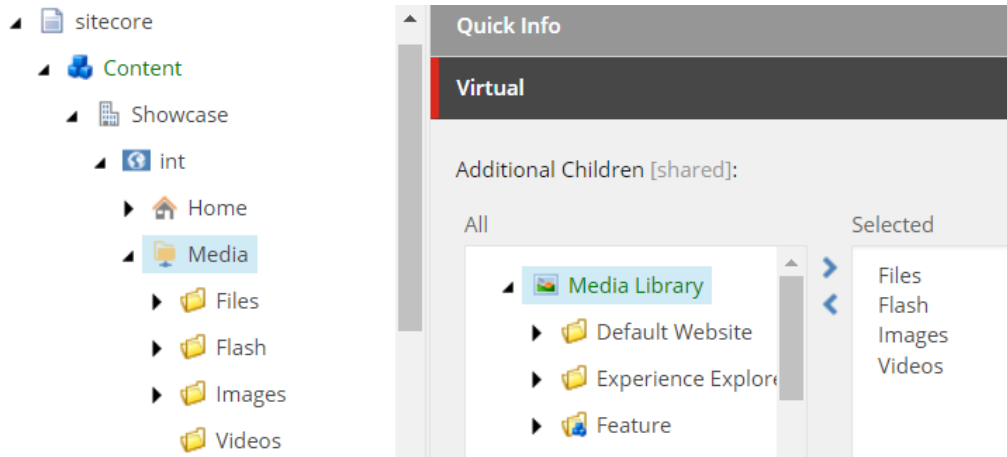 sitecore
Content
Showcase
int
Home
Media
Files
Flash
Images
Videos
Quick Info
Virtual
Additional Children [shared]:
All
Media Library
Default Website
Experience Explore
Feature
Selected
Files
Flash
Images
Videos